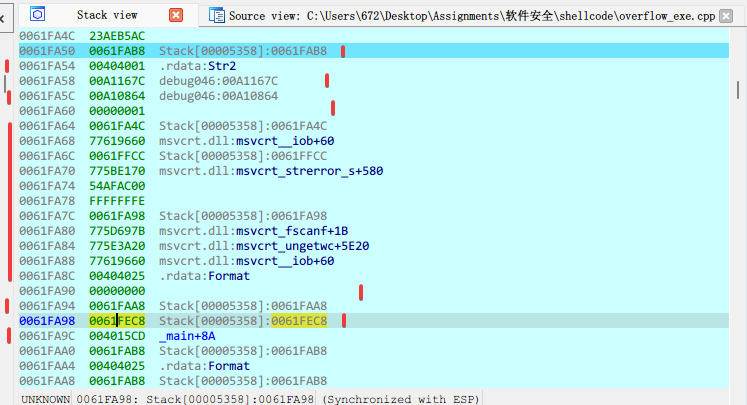 Stack view
Source view: C:\Users\672\Desktop\Assignments\软件安全\shellcode\overflow_exe.cpp
0061FA4C 23AEB5AC
0061FA50 0061FAB8 Stack[00005358]:0061FAB8
0061FA54 00404001 .rdata:Str2
0061FA58 00A1167C debug046:00A1167C
0061FA5C 00A10864 debug046:00A10864
0061FA60 00000001
0061FA64 0061FA4C Stack[00005358]:0061FA4C
0061FA68 77619660 msvcrt.dll:msvcrt__iob+60
0061FA6C 0061FFCC Stack[00005358]:0061FFCC
0061FA70 775BE170 msvcrt.dll:msvcrt_strerror_s+580
0061FA74 54AFAC00
0061FA78 FFFFFFFE
0061FA7C 0061FA98 Stack[00005358]:0061FA98
0061FA80 775D697B msvcrt.dll:msvcrt_fscanf+1B
0061FA84 775E3A20 msvcrt.dll:msvcrt_ungetwc+5E20
0061FA88 77619660 msvcrt.dll:msvcrt__iob+60
0061FA8C 00404025 .rdata:Format
0061FA90 00000000
0061FA94 0061FAA8 Stack[00005358]:0061FAA8
0061FA98 0061FEC8 Stack[00005358]:0061FEC8
0061FA9C 004015CD _main+8A
0061FAA0 0061FAB8 Stack[00005358]:0061FAB8
0061FAA4 00404025 .rdata:Format
0061FAA8 0061FAB8 Stack[00005358]:0061FAB8
UNKNOWN 0061FA98: Stack[00005358]:0061FA98 (Synchronized with ESP)